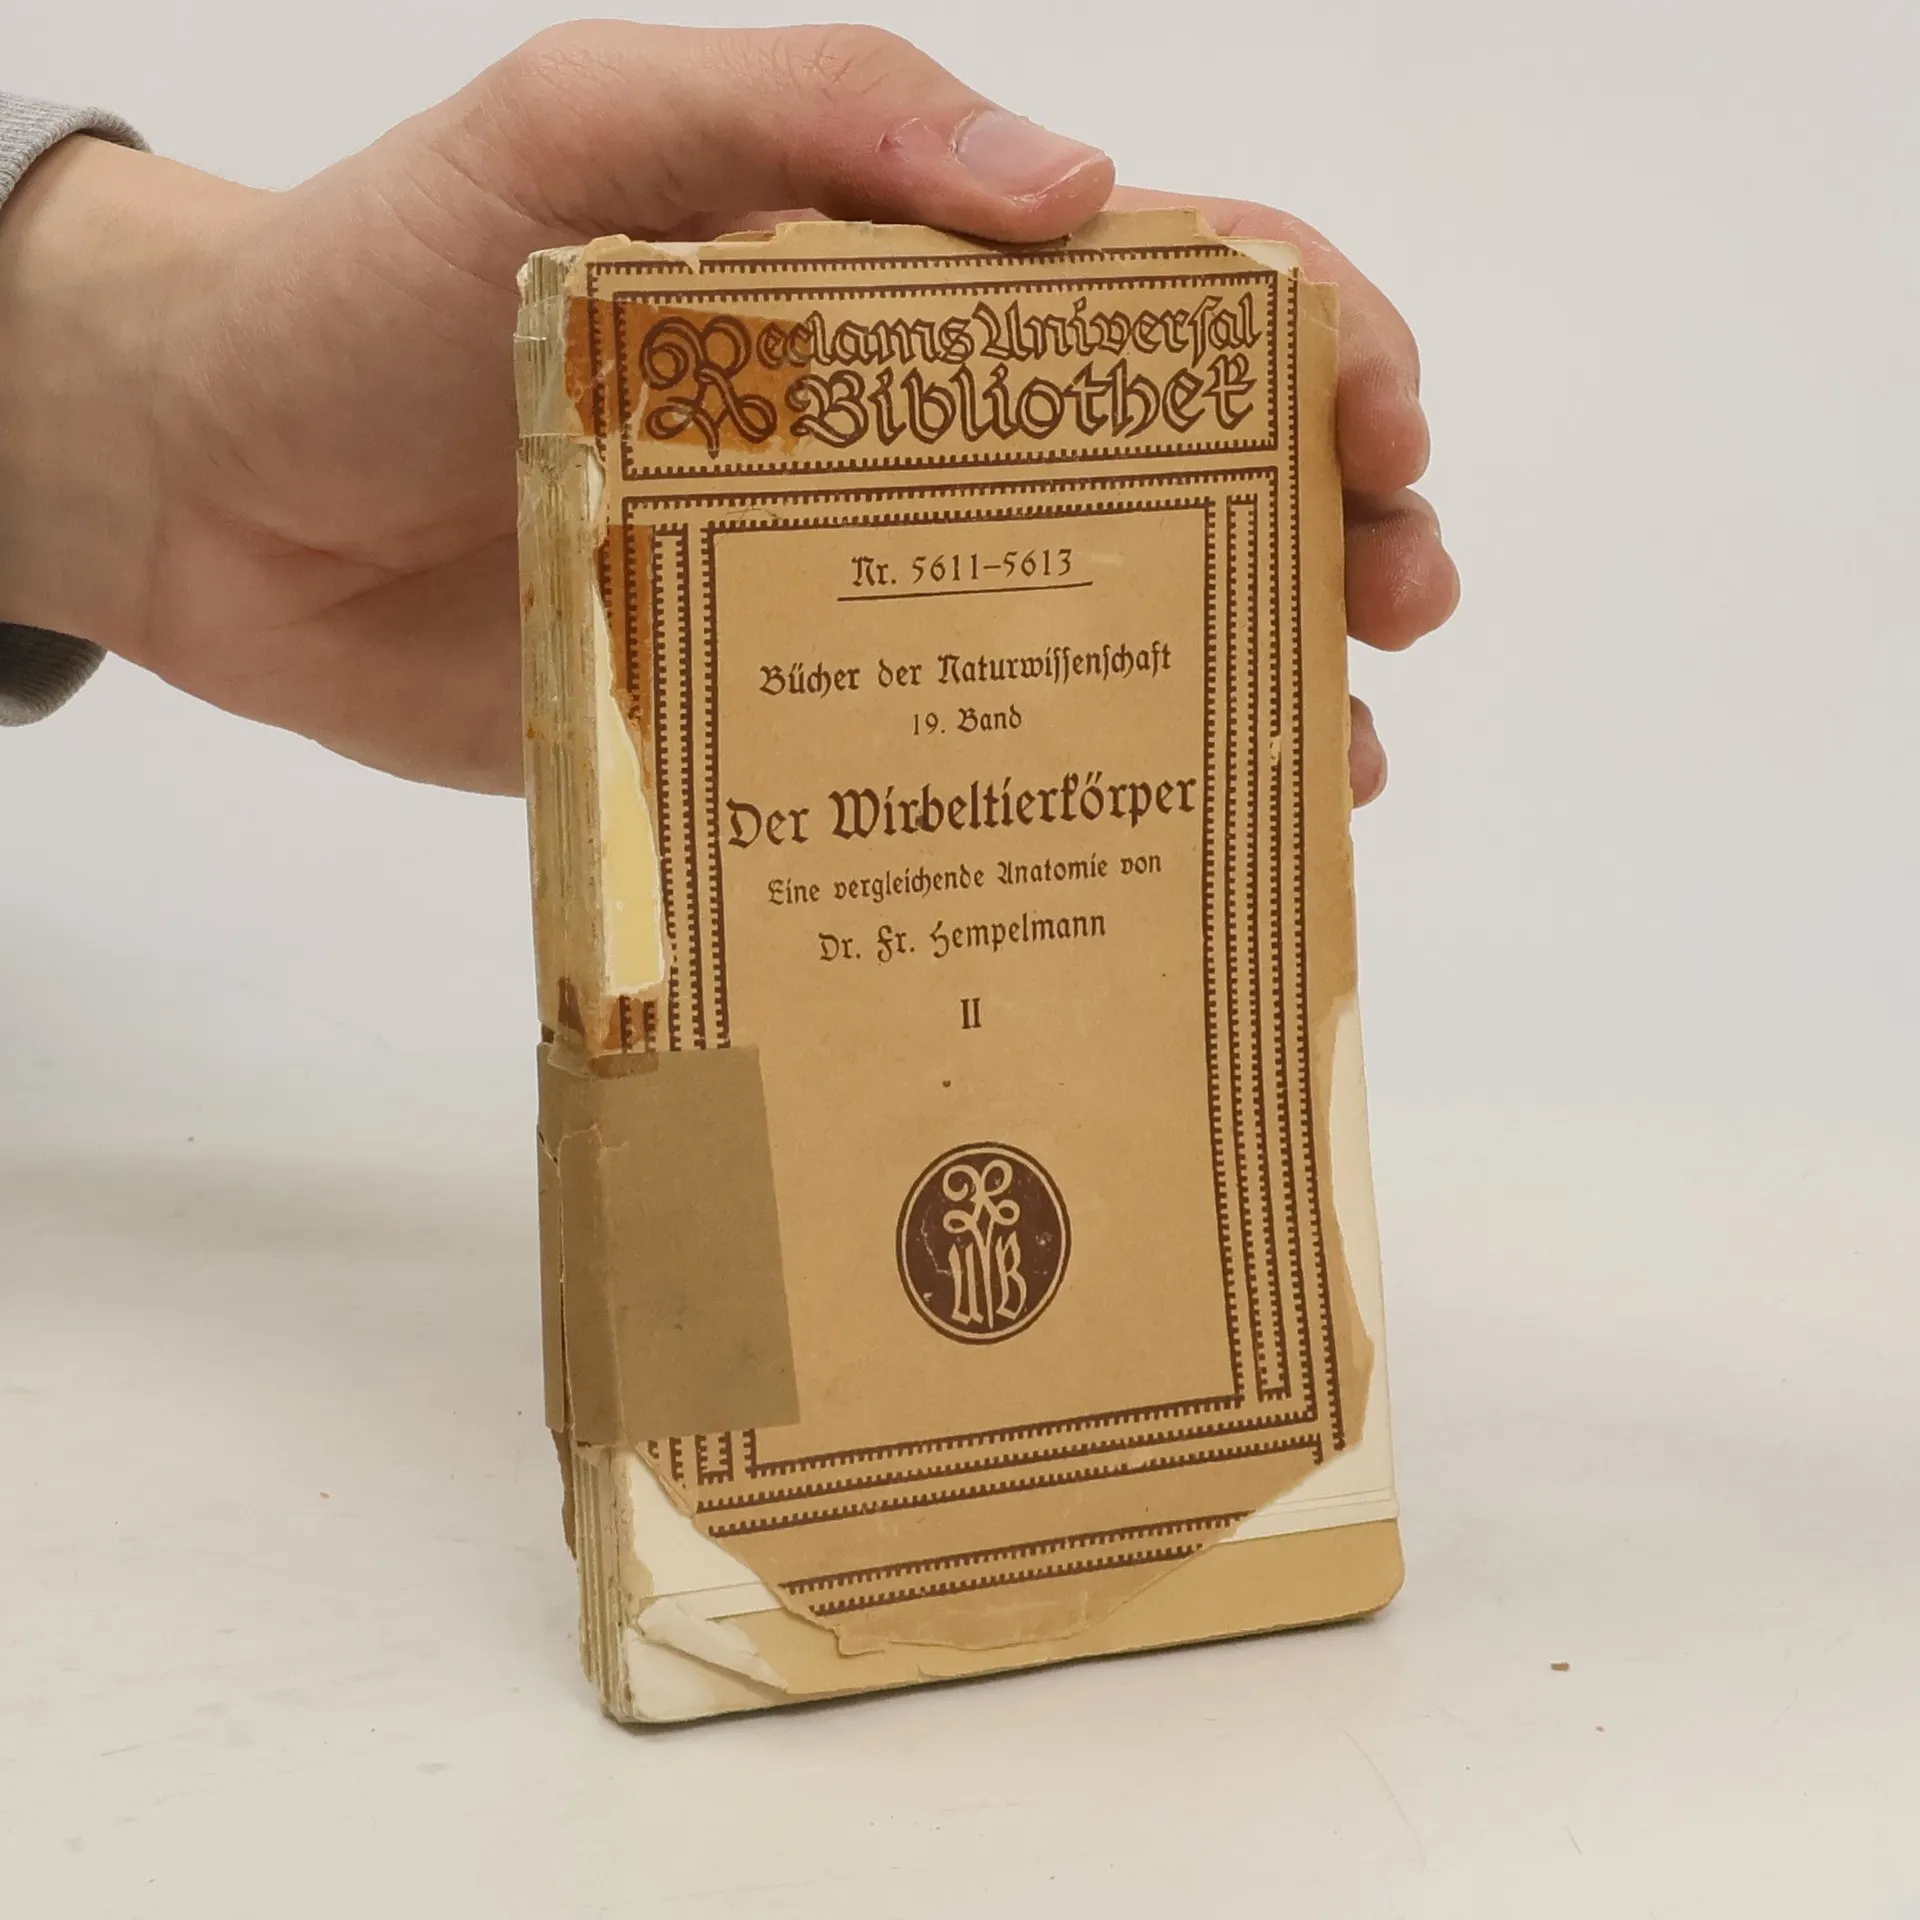 Reclams Univerſal
Bibliothek
Nr. 5611–5613
Bücher der Naturwiſſenſchaft
19. Band
Der Wirbeltierkörper
Eine vergleichende Anatomie von
Dr. Fr. Hempelmann
II
R
U B